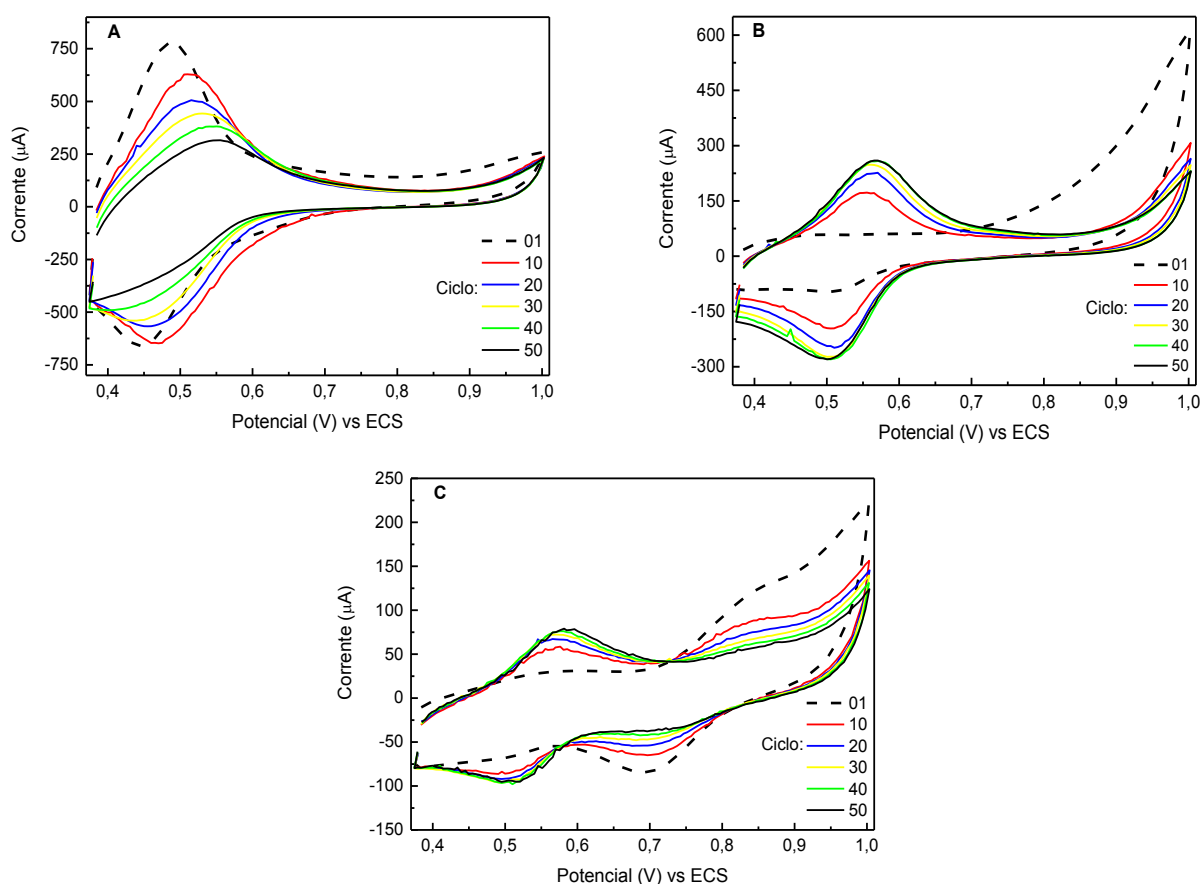 A
750
500
250
0
-250
-500
-750
Corrente (µA)
0,4 0,5 0,6 0,7 0,8 0,9 1,0
Potencial (V) vs ECS
Ciclo:
01
10
20
30
40
50
B
600
450
300
150
0
-150
-300
Corrente (µA)
0,4 0,5 0,6 0,7 0,8 0,9 1,0
Potencial (V) vs ECS
Ciclo:
01
10
20
30
40
50
C
250
200
150
100
50
0
-50
-100
-150
Corrente (µA)
0,4 0,5 0,6 0,7 0,8 0,9 1,0
Potencial (V) vs ECS
Ciclo:
01
10
20
30
40
50